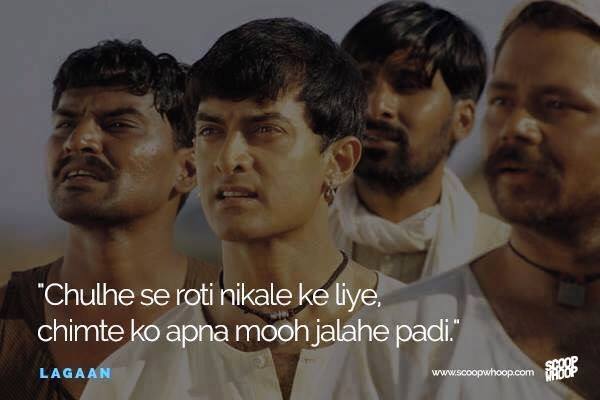 "Chulhe se roti nikale ke liye,
chimte ko apna mooh jalahe padi."
LAGAAN
www.scoopwhoop.com
SCOOP
WHOOP